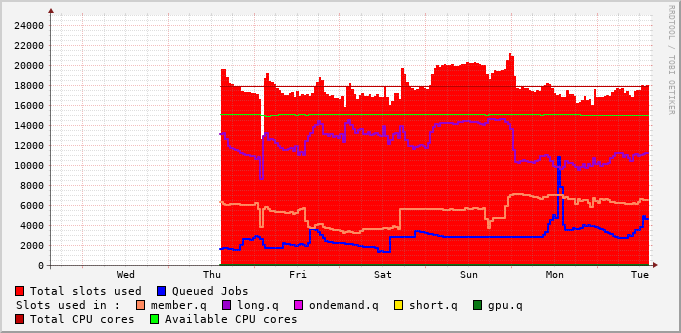 RRDTOOL / TOBI OETIKER
24000
22000
20000
18000
16000
14000
12000
10000
8000
6000
4000
2000
0
Wed Thu Fri Sat Sun Mon Tue
Total slots used Queued Jobs
Slots used in : member.q long.q ondemand.q short.q gpu.q
Total CPU cores Available CPU cores